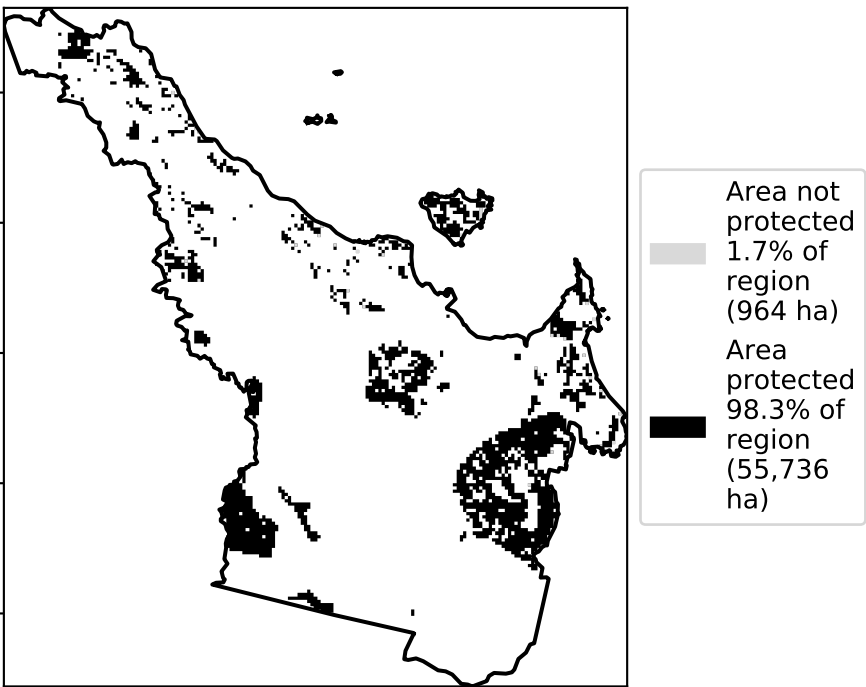 Area not
protected
1.7% of
region
(964 ha)
Area
protected
98.3% of
region
(55,736
ha)